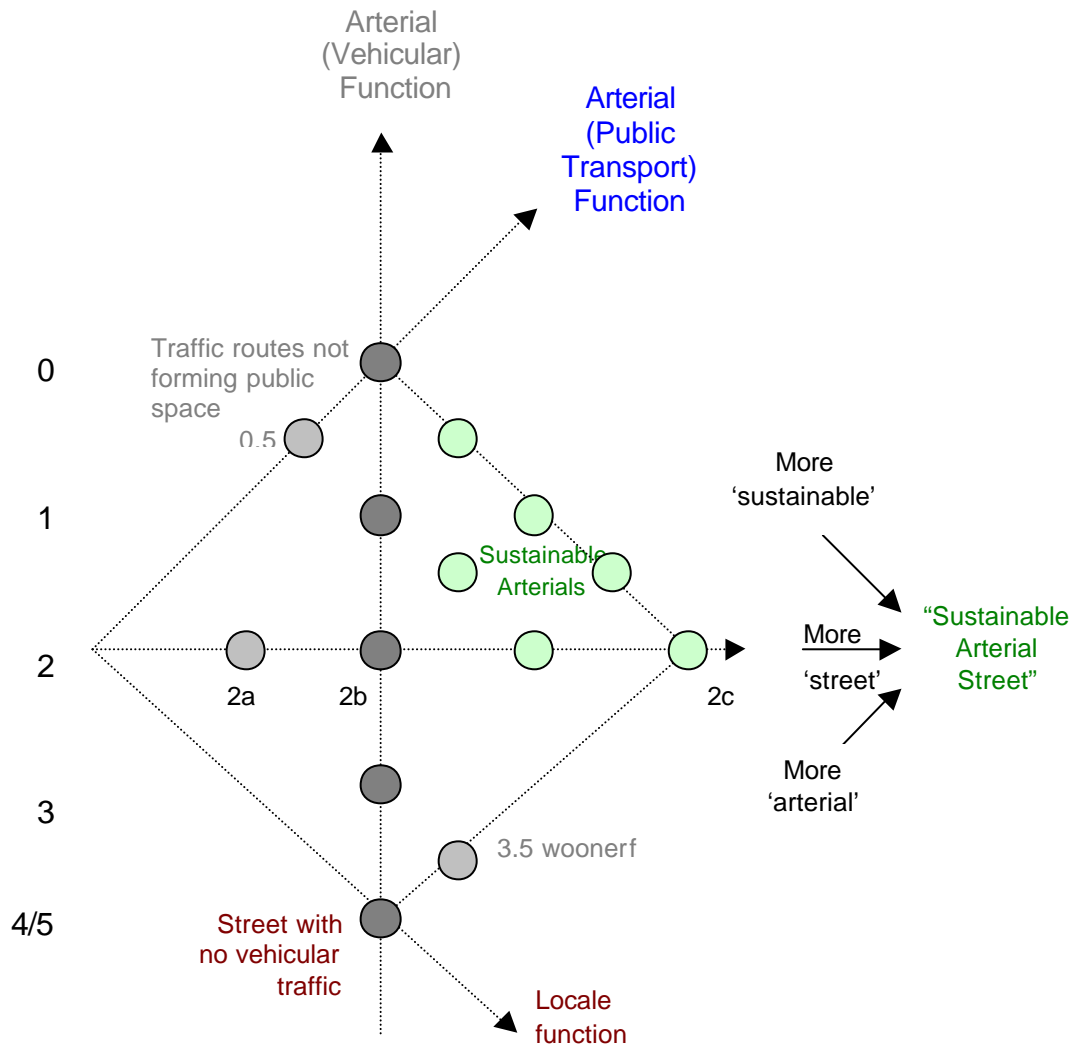 Arterial
(Vehicular)
Function
Arterial
(Public
Transport)
Function
Traffic routes not
forming public
space
0
0.5
1
More
‘sustainable’
Sustainable
Arterials
2
2a
2b
2c
More
‘street’
“Sustainable
Arterial
Street”
More
‘arterial’
3
3.5 woonerf
4/5
Street with
no vehicular
traffic
Locale
function